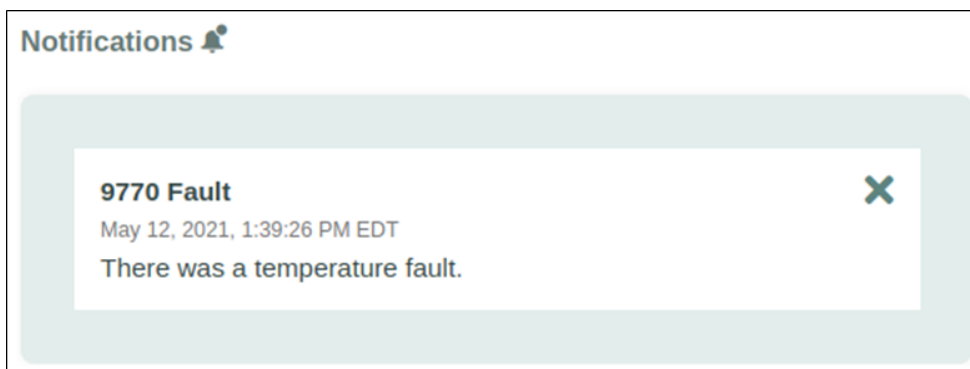 Notifications
9770 Fault
May 12, 2021, 1:39:26 PM EDT
There was a temperature fault.